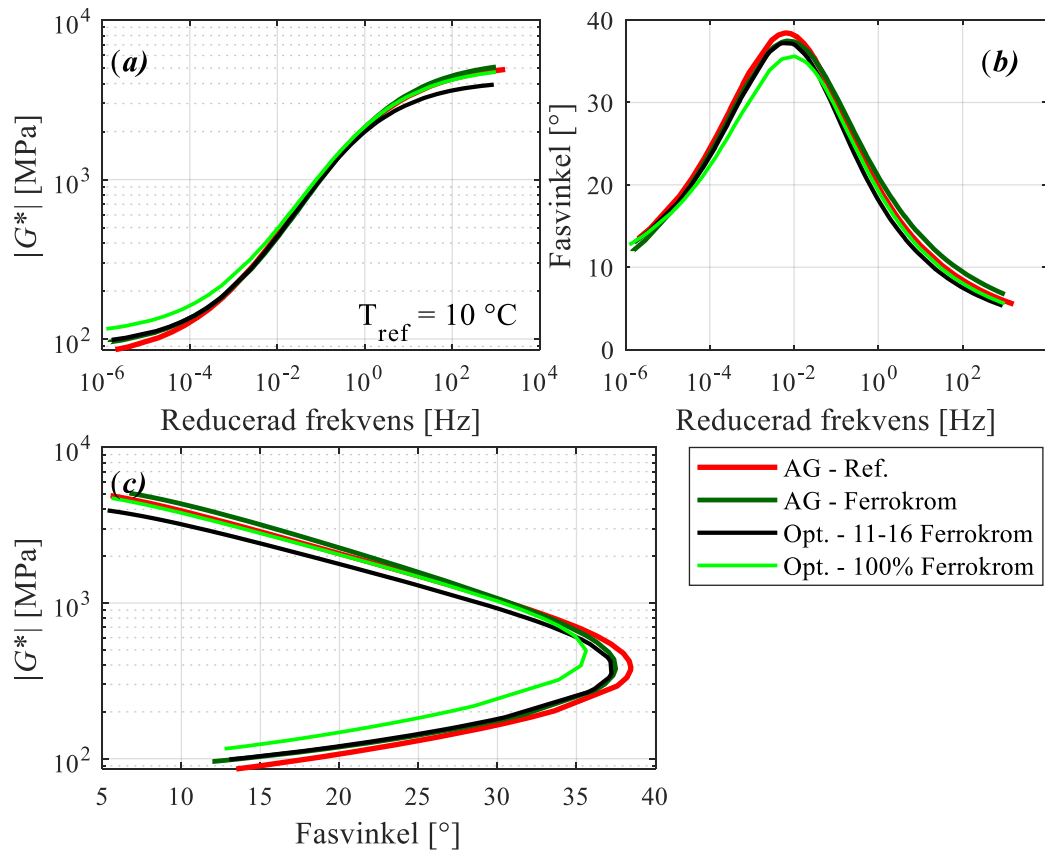 (a)
|G*| [MPa]
10^4
10^3
10^2
T_ref = 10 °C
10^-6 10^-4 10^-2 10^0 10^2 10^4
Reducerad frekvens [Hz]
(b)
Fasvinkel [°]
40
30
20
10
0
10^-6 10^-4 10^-2 10^0 10^2
Reducerad frekvens [Hz]
(c)
|G*| [MPa]
10^4
10^3
10^2
5 10 15 20 25 30 35 40
Fasvinkel [°]
AG - Ref.
AG - Ferrokrom
Opt. - 11-16 Ferrokrom
Opt. - 100% Ferrokrom